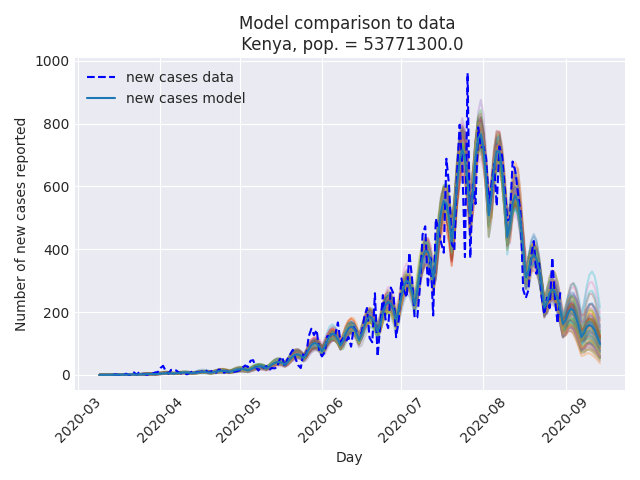 Model comparison to data
Kenya, pop. = 53771300.0
new cases data
new cases model
Number of new cases reported
1000
800
600
400
200
0
2020-03
2020-04
2020-05
2020-06
2020-07
2020-08
2020-09
Day